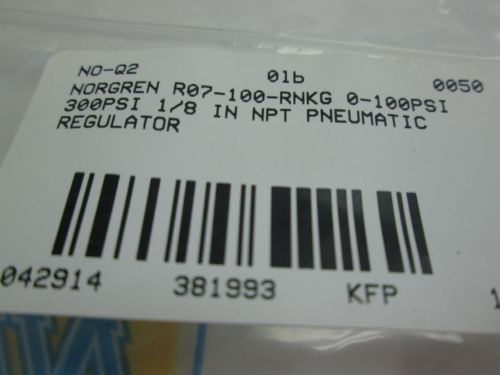 NO-Q2 01b 0050
NORGREN R07-100-RNKG 0-100PSI
300PSI 1/8 IN NPT PNEUMATIC
REGULATOR
042914 381993 KFP 1